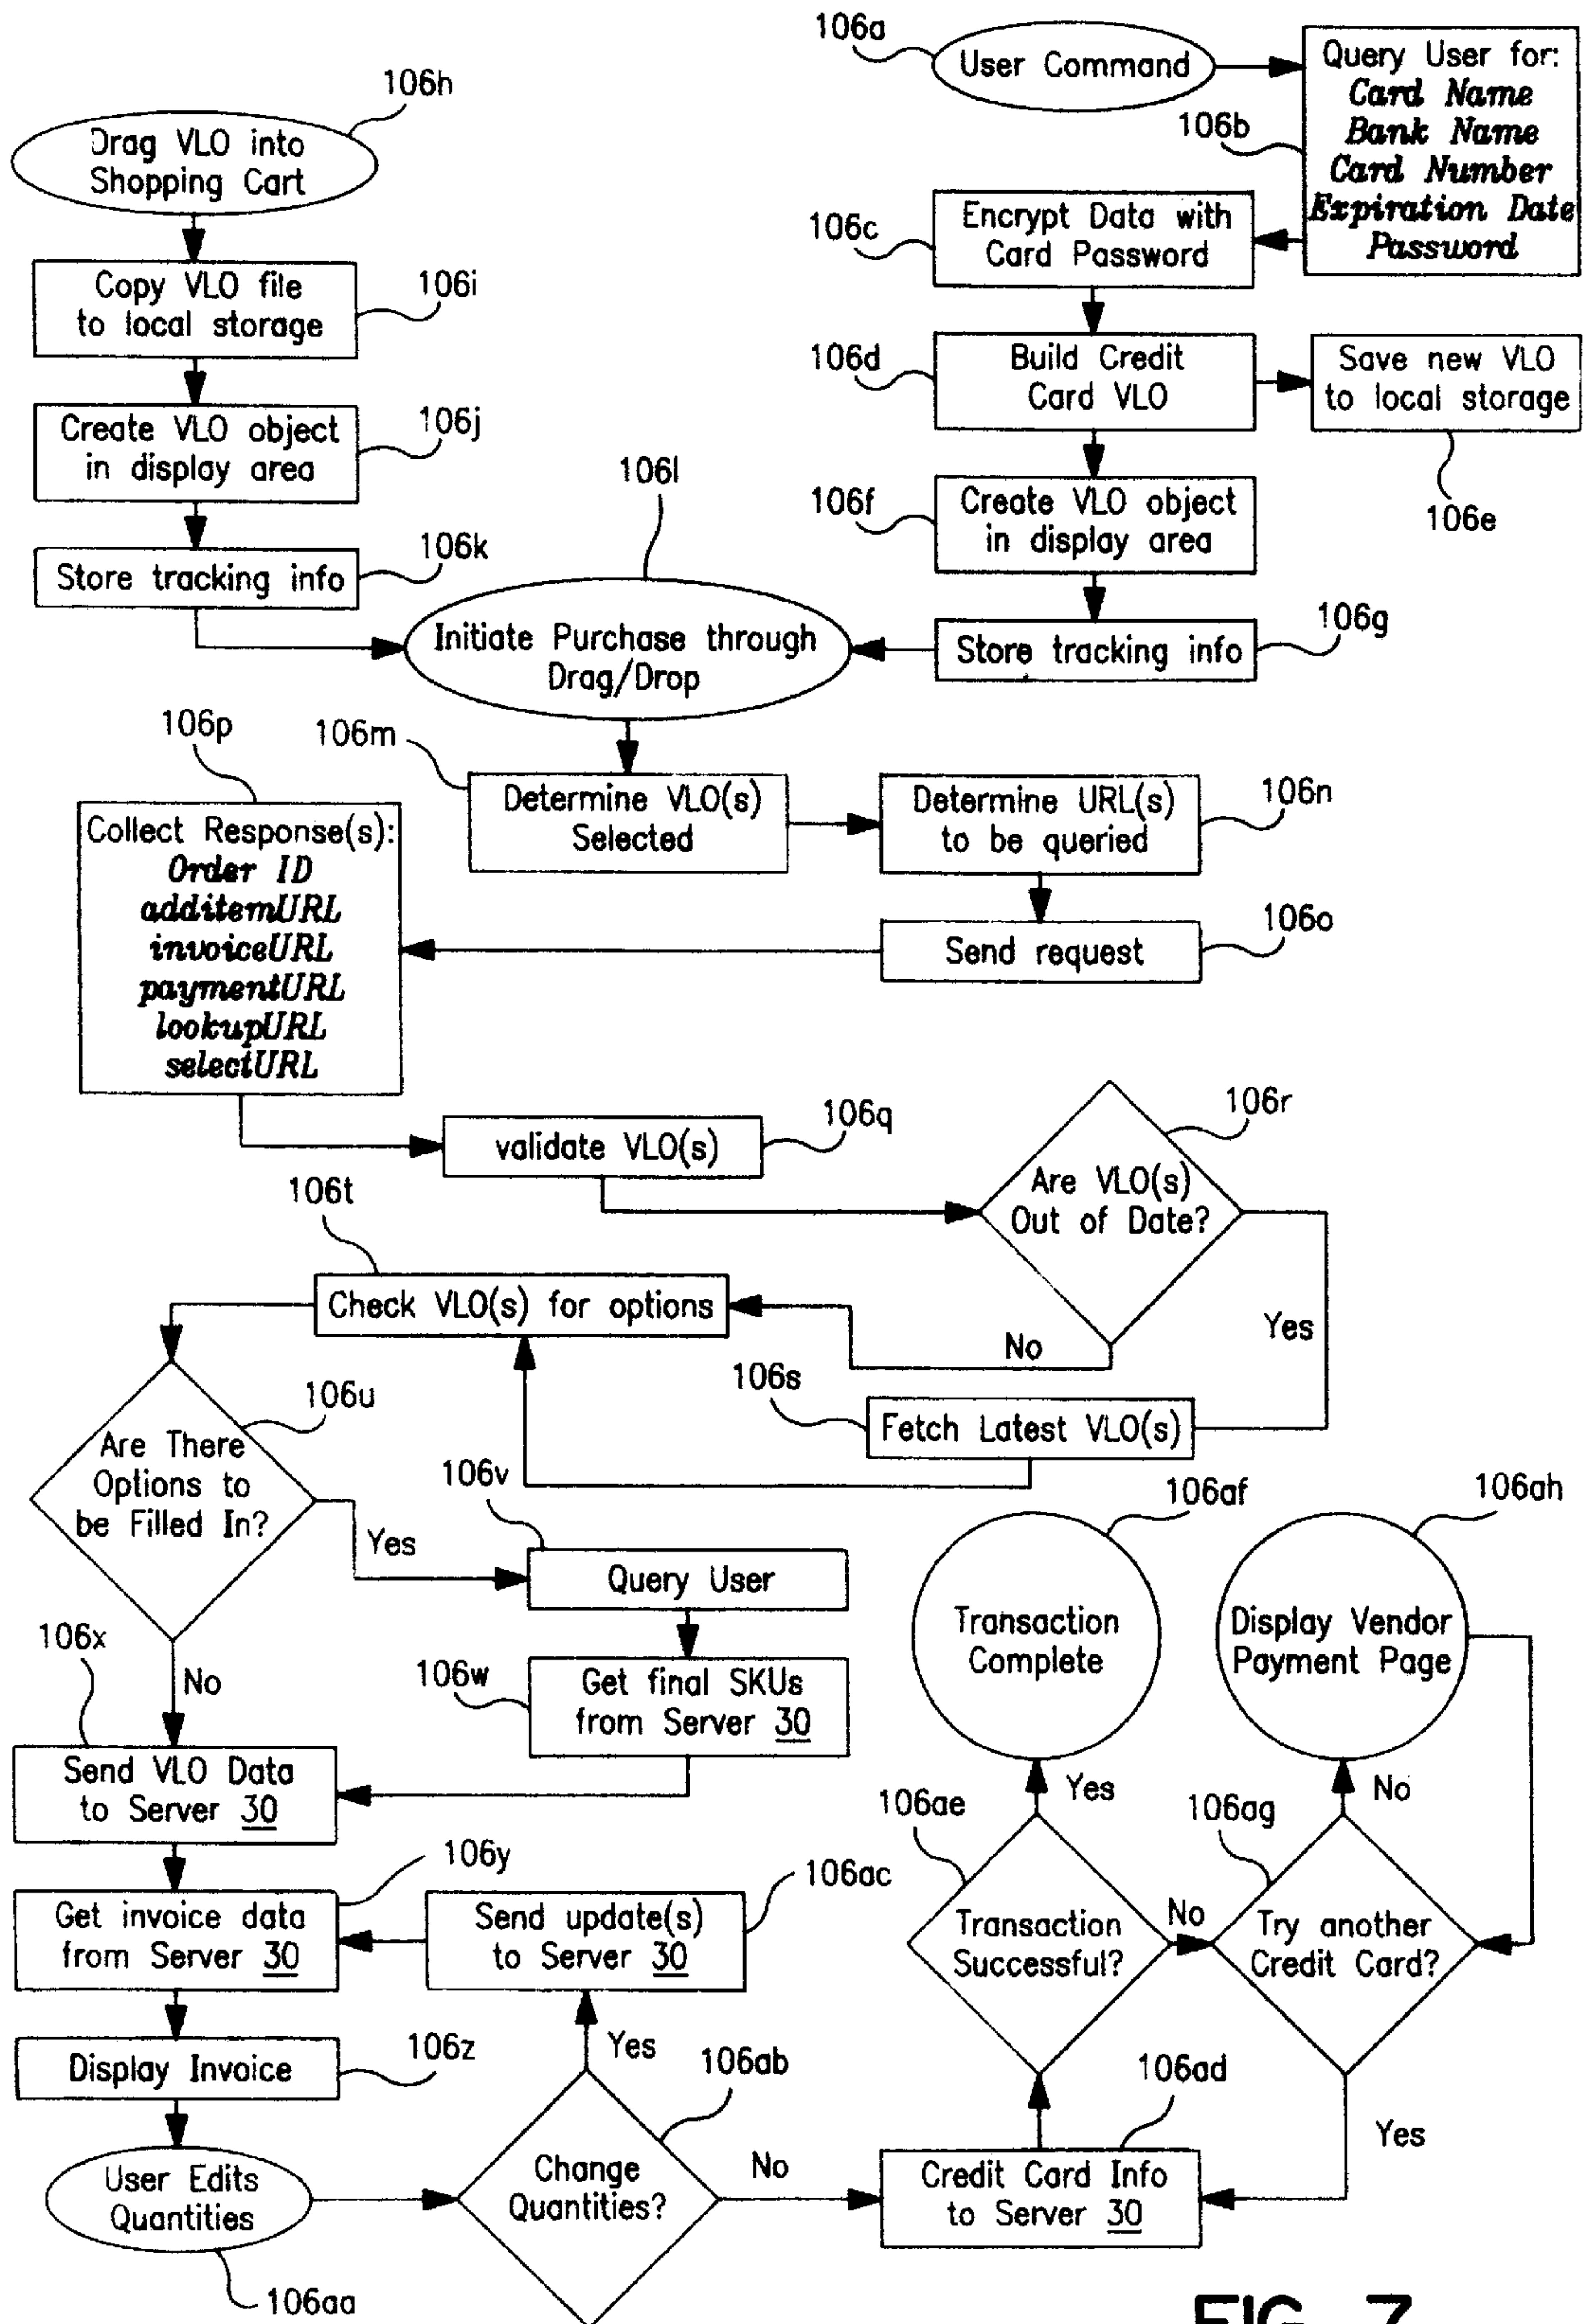 106a
User Command
Query User for:
Card Name
Bank Name
Card Number
Expiration Date
Password
106b
106h
Drag VLO into
Shopping Cart
106c
Encrypt Data with
Card Password
Copy VLO file
to local storage
106i
106d
Build Credit
Card VLO
Save new VLO
to local storage
106e
Create VLO object
in display area
106j
106l
106f
Create VLO object
in display area
Store tracking info
106k
Initiate Purchase through
Drag/Drop
Store tracking info
106g
106p
106m
Determine VLO(s)
Selected
Determine URL(s)
to be queried
106n
Collect Response(s):
Order ID
additemURL
invoiceURL
paymentURL
lookupURL
selectURL
Send request
106o
validate VLO(s)
106q
106r
Are VLO(s)
Out of Date?
106t
Check VLO(s) for options
No
Yes
106s
Fetch Latest VLO(s)
106u
Are There
Options to
be Filled In?
Yes
106v
Query User
106af
Transaction
Complete
106ah
Display Vendor
Payment Page
106x
No
106w
Get final SKUs
from Server 30
Send VLO Data
to Server 30
106ae
Yes
106ag
No
106y
Get invoice data
from Server 30
106ac
Send update(s)
to Server 30
Transaction
Successful?
No
Try another
Credit Card?
Display Invoice
106z
Yes
106ab
106ad
Yes
User Edits
Quantities
106aa
Change
Quantities?
No
Credit Card Info
to Server 30
FIG. 7